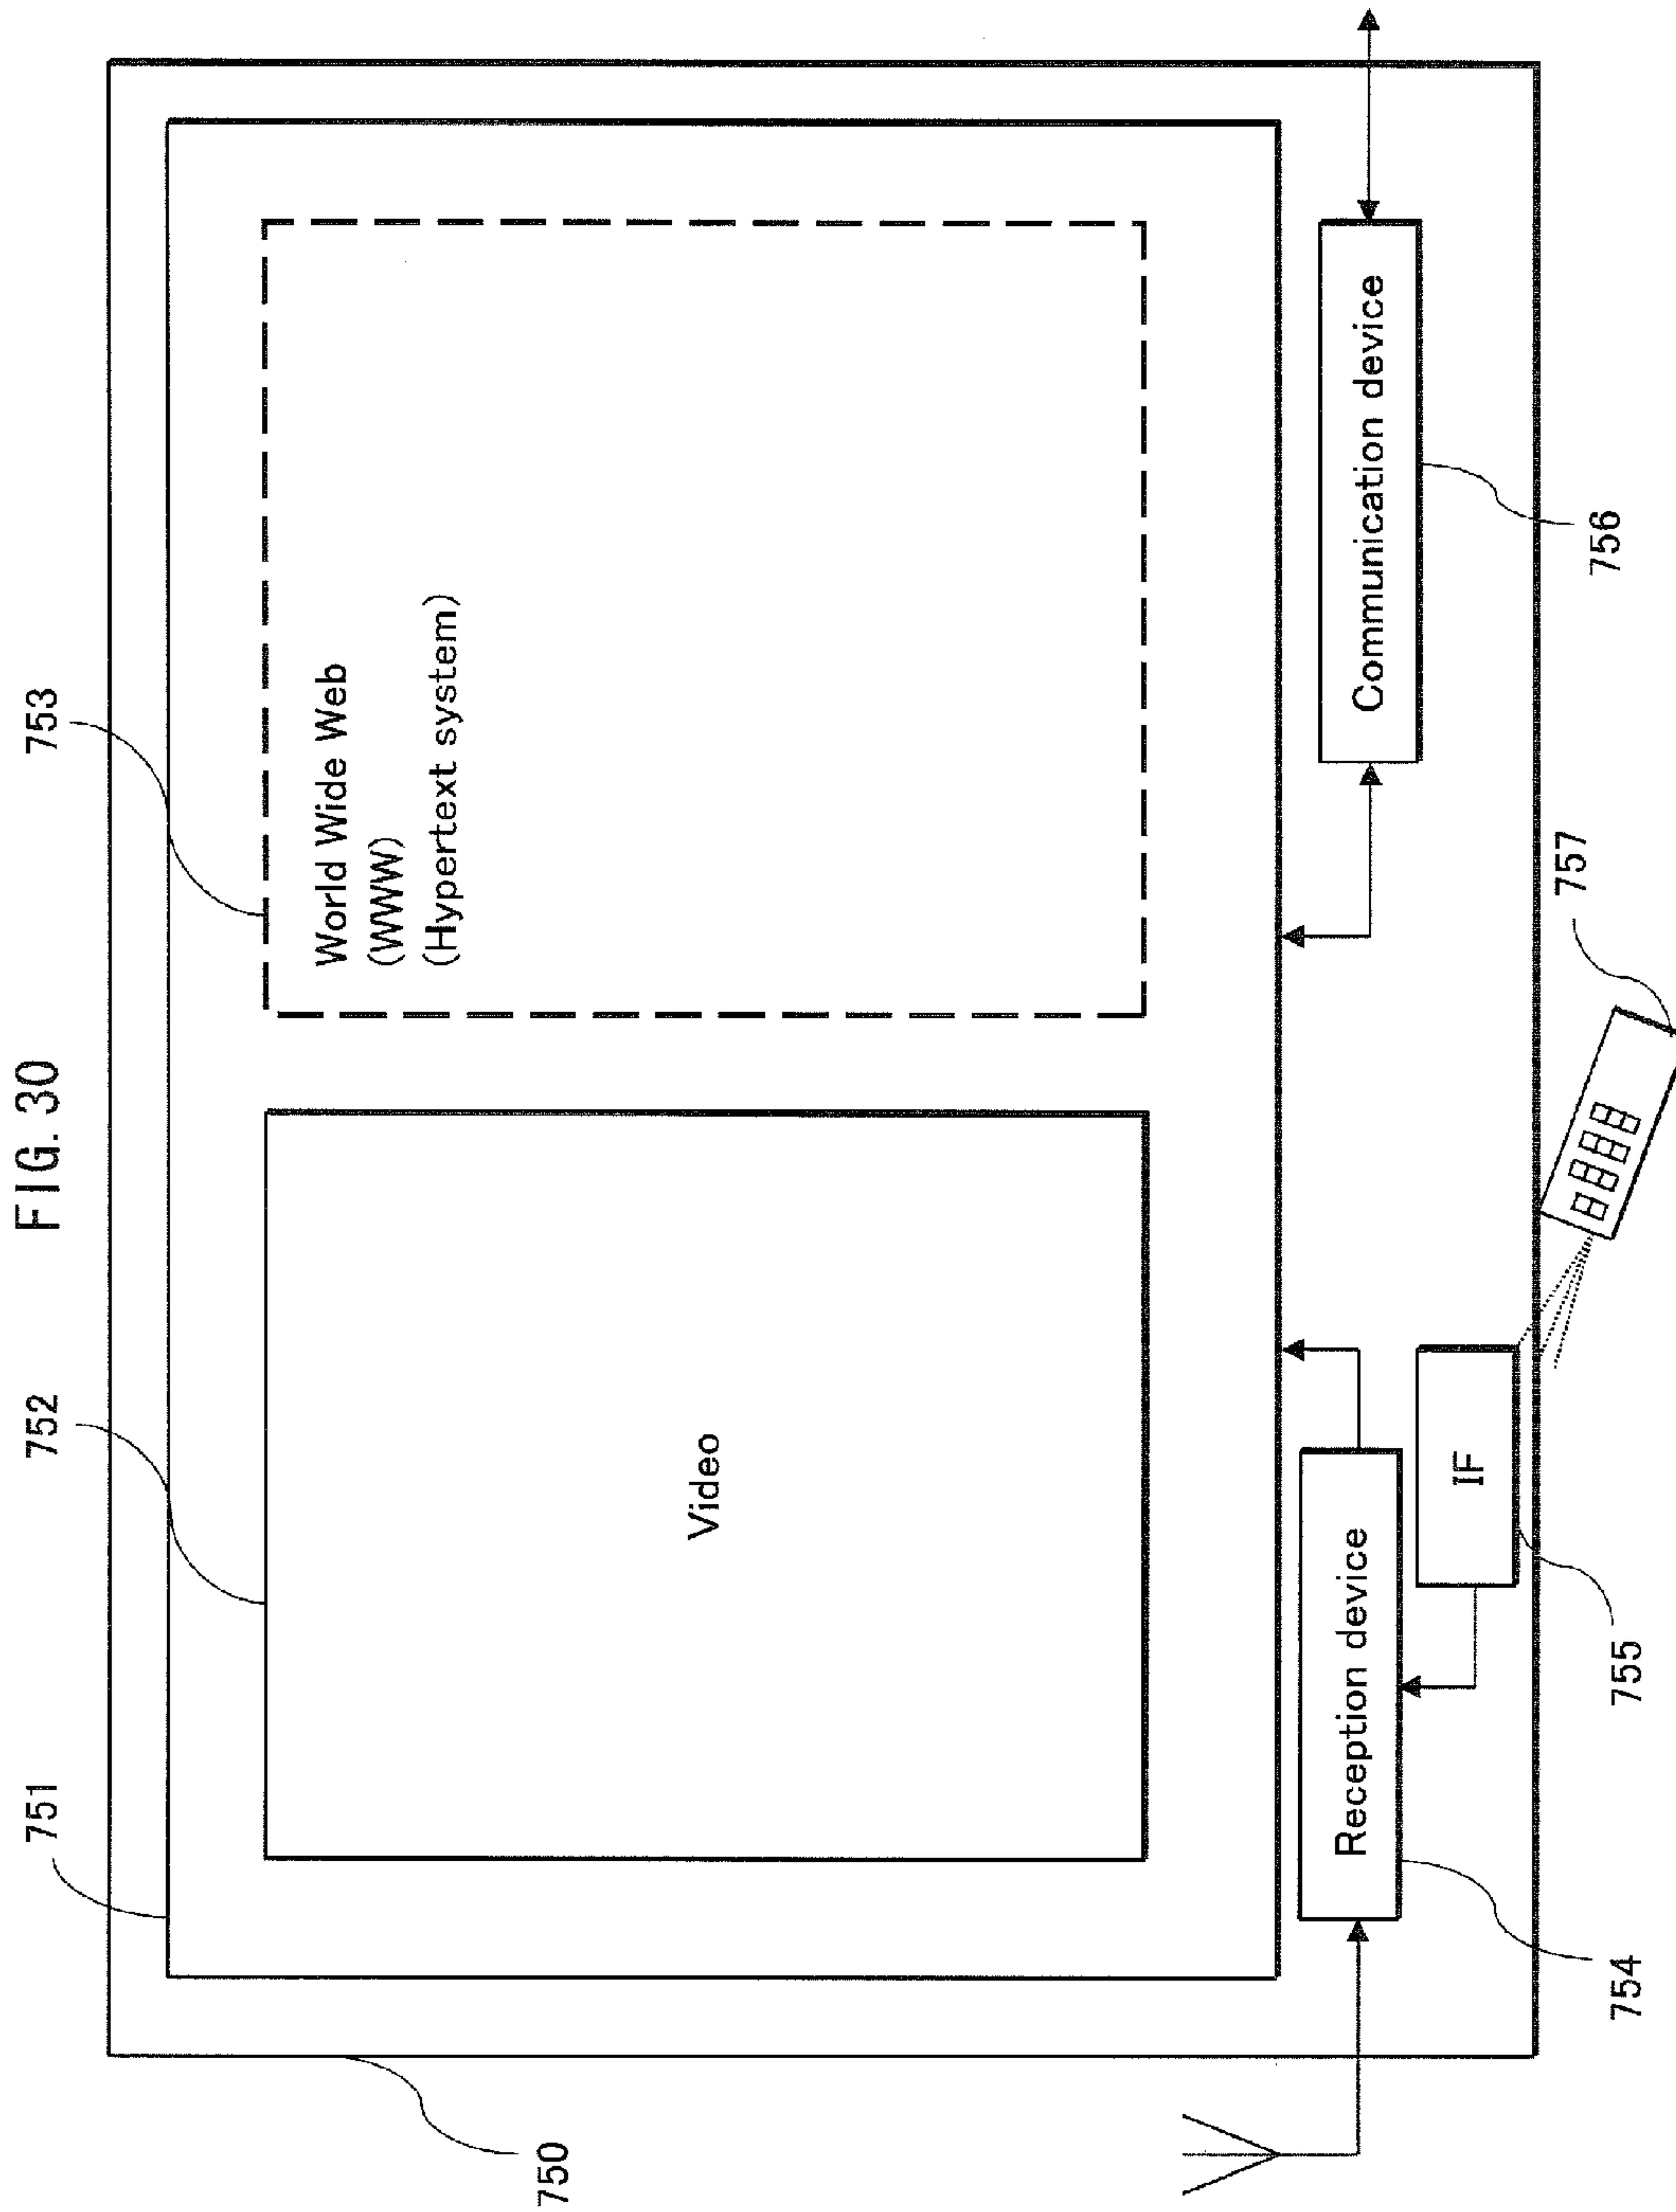 FIG. 30
751
752
753
750
Video
World Wide Web
(WWW)
(Hypertext system)
Reception device
IF
Communication device
754
755
757
756